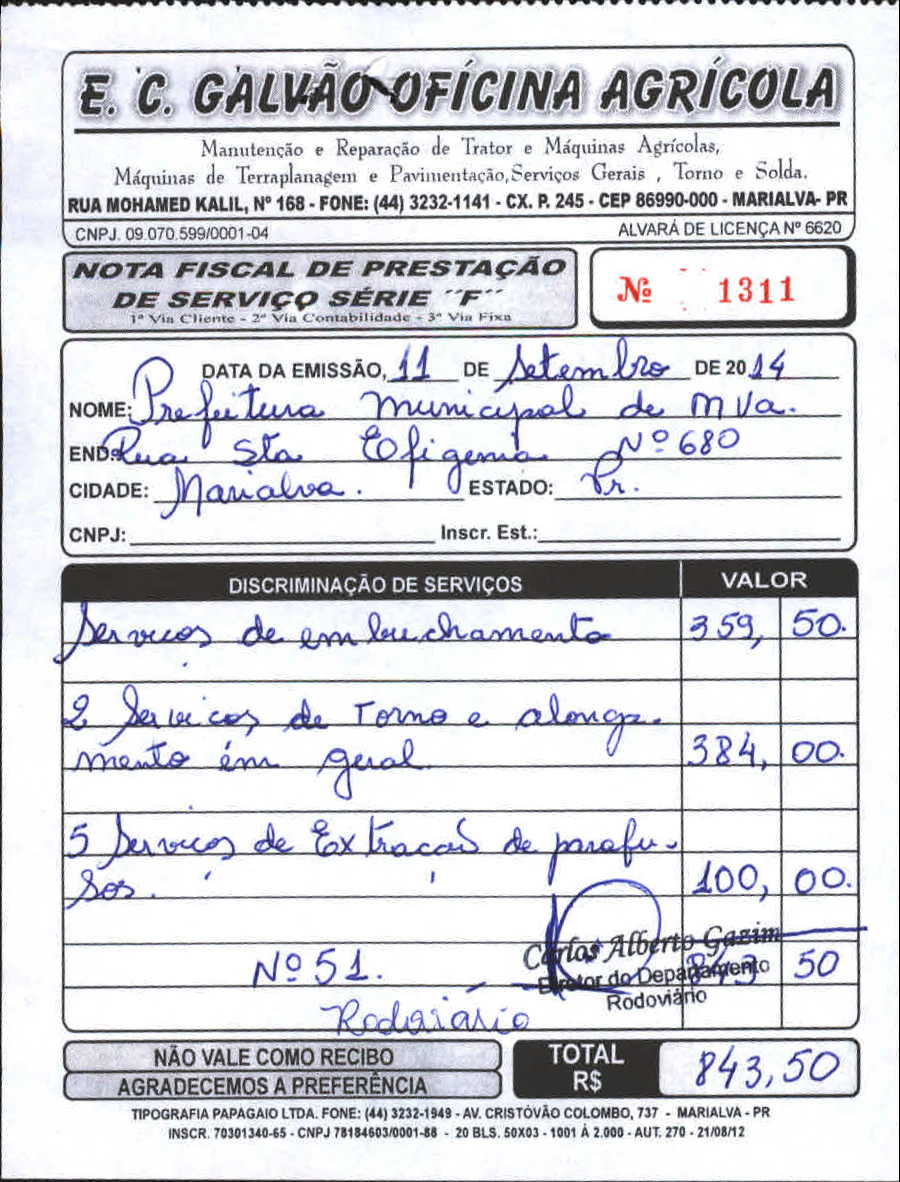 E. C. GALVÃO OFÍCINA AGRÍCOLA
Manutenção e Reparação de Trator e Máquinas Agrícolas,
Máquinas de Terraplanagem e Pavimentação, Serviços Gerais , Torno e Solda.
RUA MOHAMED KALIL, Nº 168 - FONE: (44) 3232-1141 - CX. P. 245 - CEP 86990-000 - MARIALVA- PR
CNPJ. 09.070.599/0001-04 ALVARÁ DE LICENÇA Nº 6620
NOTA FISCAL DE PRESTAÇÃO
DE SERVIÇO SÉRIE "F"
1ª Via Cliente - 2ª Via Contabilidade - 3ª Via Fixa
Nº 1311
DATA DA EMISSÃO, 11 DE Setembro DE 2014
NOME: Prefeitura municipal de mva.
END: Rua Sta Efigenia Nº 680
CIDADE: Marialva. ESTADO: Pr.
CNPJ: Inscr. Est.:
DISCRIMINAÇÃO DE SERVIÇOS VALOR
Serviços de embuchamento 359, 50.
2 Serviços de Torno e alonga-
mento ém geral. 384, 00.
5 Serviços de Extracaõ de parafu-
sos. 100, 00.
Carlos Alberto Gazim
Nº 51. 843 50
Diretor do Departamento
Rodoviário
Rodoviário
NÃO VALE COMO RECIBO
AGRADECEMOS A PREFERÊNCIA
TOTAL R$ 843,50
TIPOGRAFIA PAPAGAIO LTDA. FONE: (44) 3232-1949 - AV. CRISTÓVÃO COLOMBO, 737 - MARIALVA - PR
INSCR. 70301340-65 - CNPJ 78184603/0001-88 - 20 BLS. 50X03 - 1001 Á 2.000 - AUT. 270 - 21/08/12